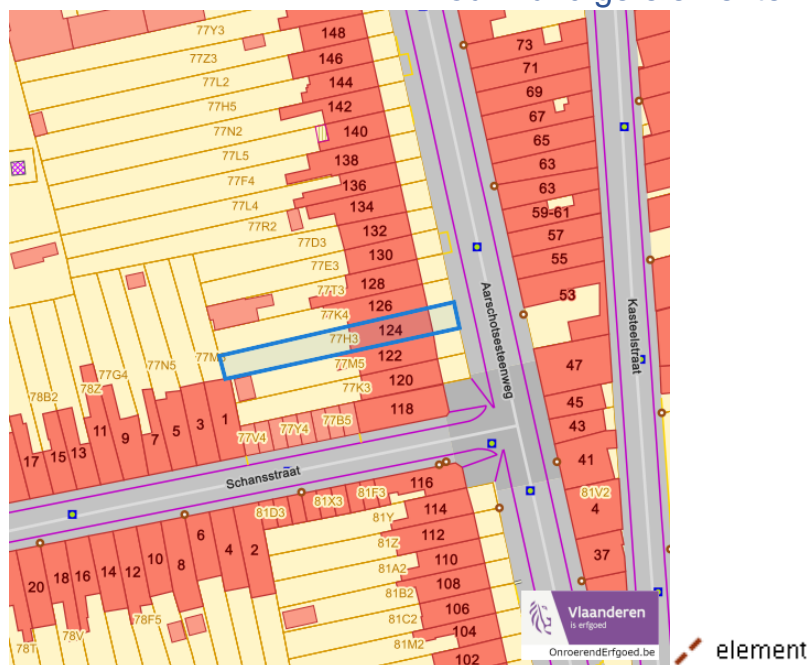 148
77Y3
146
77Z3
144
77L2
142
77H5
140
77N2
138
77L5
136
77F4
134
77L4
132
77R2
130
77D3
128
77E3
126
77T3
124
77K4
122
77H3
120
77M5
118
77K3
73
71
69
67
65
63
63
59-61
57
55
53
47
45
43
41
81V2
4
37
Aarschotsesteenweg
Kasteelstraat
78B2
78Z
77G4
77N5
17
15
13
11
9
7
5
3
1
77V4
77Y4
77B5
Schansstraat
81D3
81X3
81F3
116
81Y
114
81Z
112
81A2
110
81B2
108
81C2
106
81M2
104
102
20
18
16
14
12
10
8
6
4
2
78T
78V
78F5
Vlaanderen
is erfgoed
OnroerendErfgoed.be
element